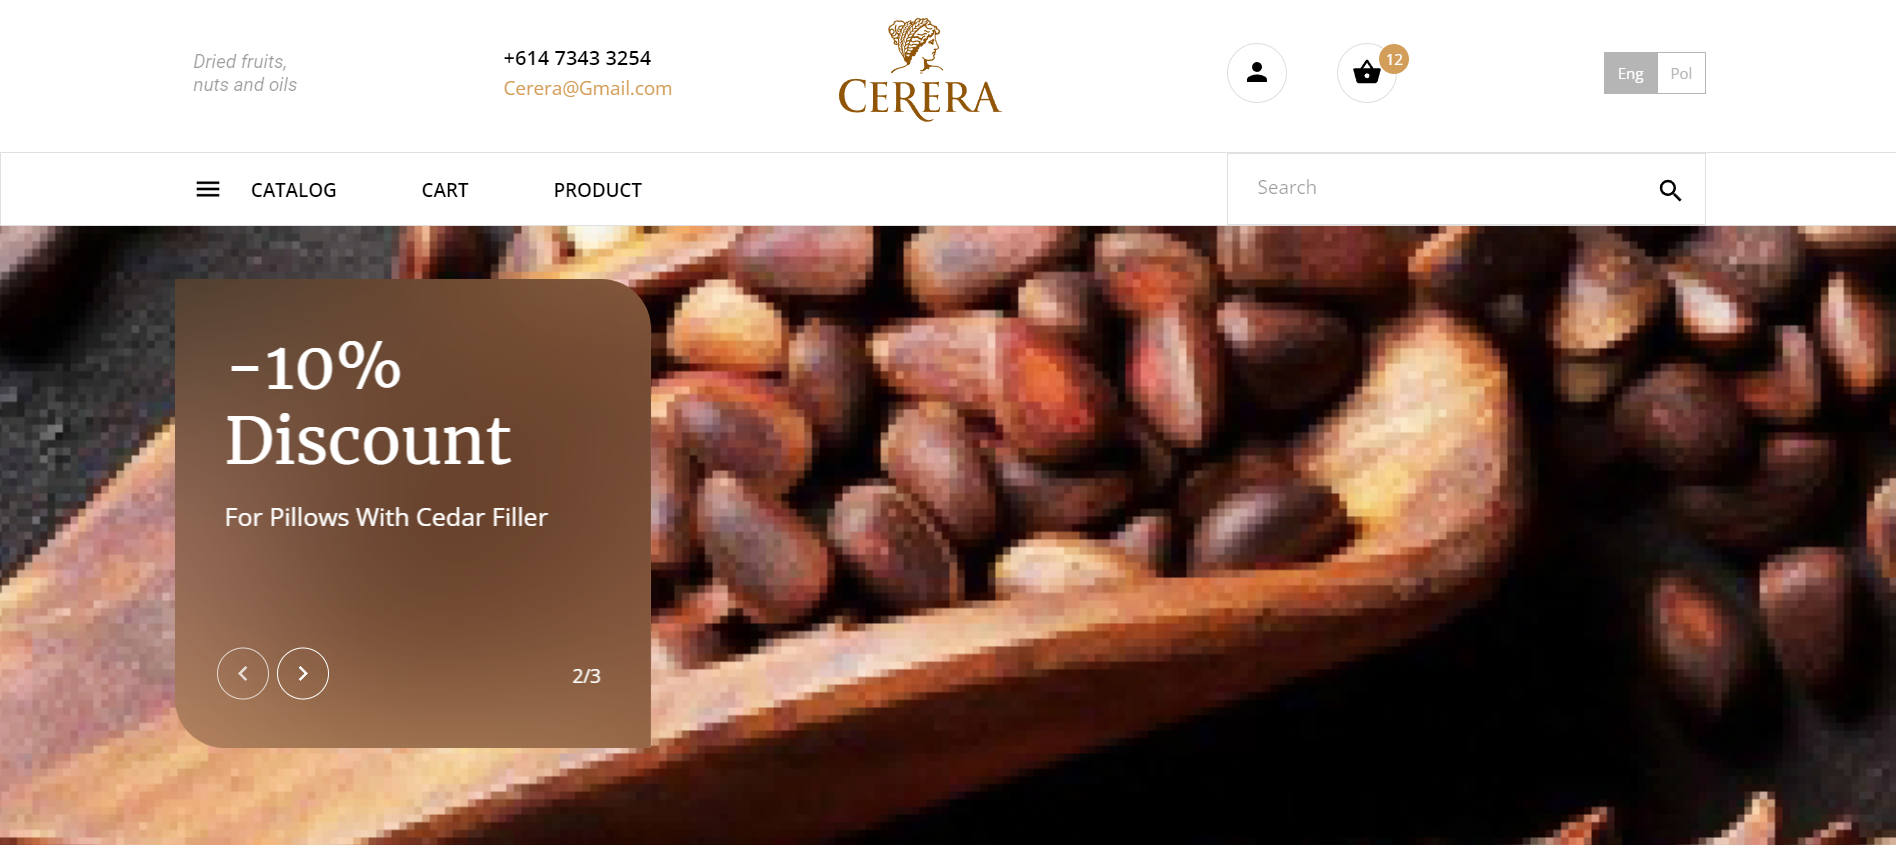 Dried fruits,
nuts and oils
+614 7343 3254
Cerera@Gmail.com
CERERA
12
Eng
Pol
CATALOG
CART
PRODUCT
Search
-10%
Discount
For Pillows With Cedar Filler
2/3